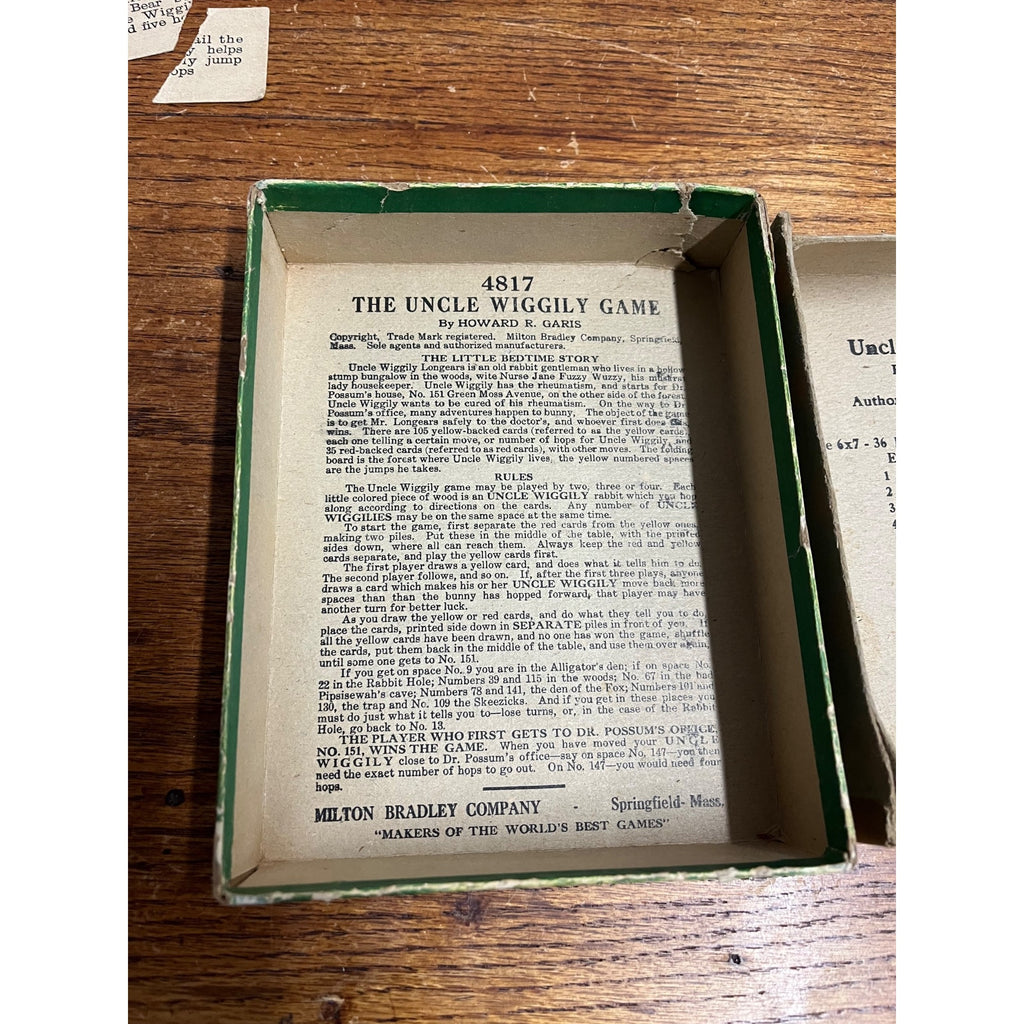 Bear
e Wiggi
d five h
ail the
y helps
ly jump
ops
4817
THE UNCLE WIGGILY GAME
By HOWARD R. GARIS
Copyright, Trade Mark registered. Milton Bradley Company, Springfield,
Mass. Sole agents and authorized manufacturers.
THE LITTLE BEDTIME STORY
Uncle Wiggily Longears is an old rabbit gentleman who lives in a hollow
stump bungalow in the woods, wite Nurse Jane Fuzzy Wuzzy, his muskrat
lady housekeeper. Uncle Wiggily has the rheumatism, and starts for Dr.
Possum's house, No. 151 Green Moss Avenue, on the other side of the forest.
Uncle Wiggily wants to be cured of his rheumatism. On the way to Dr.
Possum's office, many adventures happen to bunny. The object of the game
is to get Mr. Longears safely to the doctor's, and whoever first does this
wins. There are 105 yellow-backed cards (referred to as the yellow cards)
each one telling a certain move, or number of hops for Uncle Wiggily, and
35 red-backed cards (referred to as red cards), with other moves. The folding
board is the forest where Uncle Wiggily lives, the yellow numbered spaces
are the jumps he takes.
RULES
The Uncle Wiggily game may be played by two, three or four. Each
little colored piece of wood is an UNCLE WIGGILY rabbit which you hop
along according to directions on the cards. Any number of UNCLE
WIGGILIES may be on the same space at the same time.
To start the game, first separate the red cards from the yellow ones,
making two piles. Put these in the middle of the table, with the printed
sides down, where all can reach them. Always keep the red and yellow
cards separate, and play the yellow cards first.
The first player draws a yellow card, and does what it tells him to do.
The second player follows, and so on. If, after the first three plays, anyone
draws a card which makes his or her UNCLE WIGGILY move back more
spaces than than the bunny has hopped forward, that player may have
another turn for better luck.
As you draw the yellow or red cards, and do what they tell you to do,
place the cards, printed side down in SEPARATE piles in front of you. If
all the yellow cards have been drawn, and no one has won the game, shuffle
the cards, put them back in the middle of the table, and use them over again,
until some one gets to No. 151.
If you get on space No. 9 you are in the Alligator's den; if on space No.
22 in the Rabbit Hole; Numbers 39 and 115 in the woods; No. 67 in the bad
Pipsisewah's cave; Numbers 78 and 141, the den of the Fox; Numbers 101 and
130, the trap and No. 109 the Skeezicks. And if you get in these places you
must do just what it tells you to—lose turns, or, in the case of the Rabbit
Hole, go back to No. 13.
THE PLAYER WHO FIRST GETS TO DR. POSSUM'S OFFICE,
NO. 151, WINS THE GAME. When you have moved your UNCLE
WIGGILY close to Dr. Possum's office—say on space No. 147—you then
need the exact number of hops to go out. On No. 147—you would need four
hops.
MILTON BRADLEY COMPANY - Springfield- Mass.
"MAKERS OF THE WORLD'S BEST GAMES"
Uncl
Autho
e 6x7 - 36
E
1
2
3
4